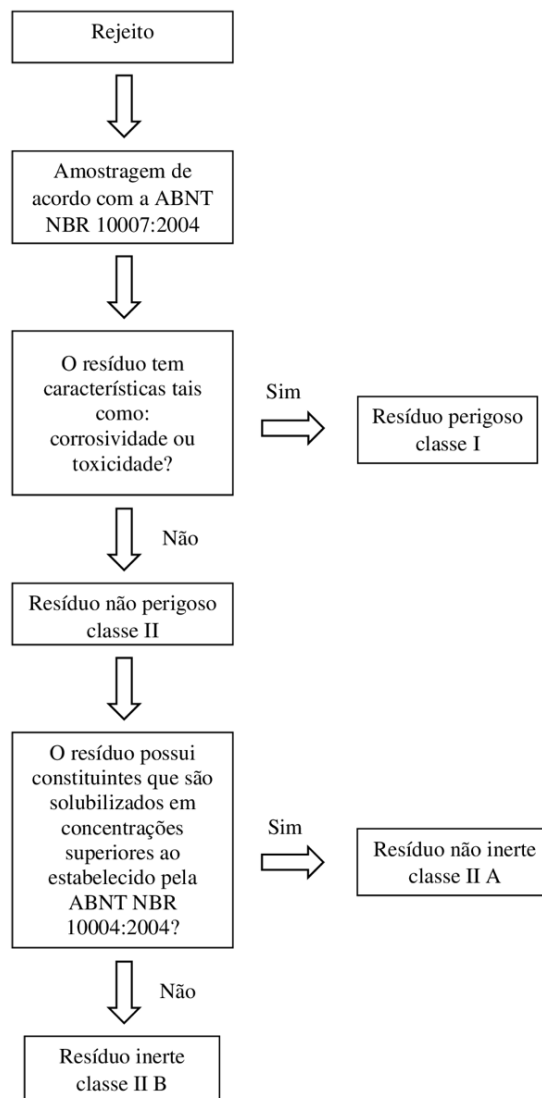 Rejeito
Amostragem de
acordo com a ABNT
NBR 10007:2004
O resíduo tem
características tais
como:
corrosividade ou
toxicidade?
Sim
Resíduo perigoso
classe I
Não
Resíduo não perigoso
classe II
O resíduo possui
constituintes que são
solubilizados em
concentrações
superiores ao
estabelecido pela
ABNT NBR
10004:2004?
Sim
Resíduo não inerte
classe II A
Não
Resíduo inerte
classe II B